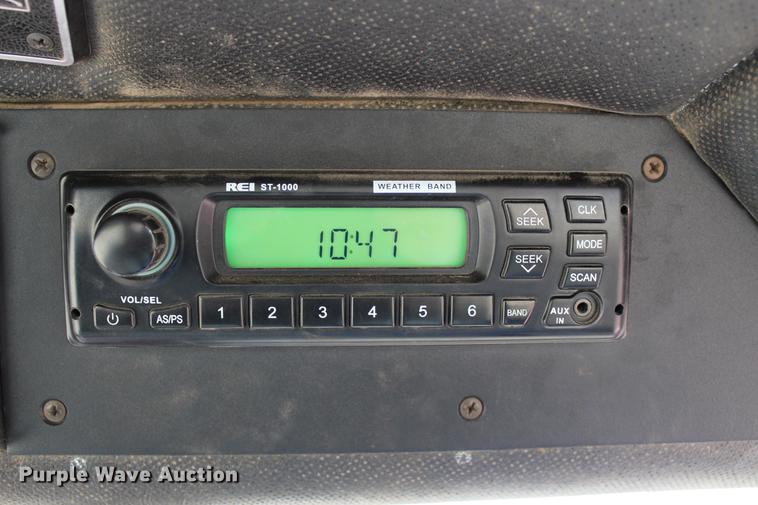 REI ST-1000
WEATHER BAND
10:47
SEEK
CLK
SEEK
MODE
SCAN
VOL/SEL
AS/PS
1 2 3 4 5 6
BAND
AUX
IN
Purple Wave Auction